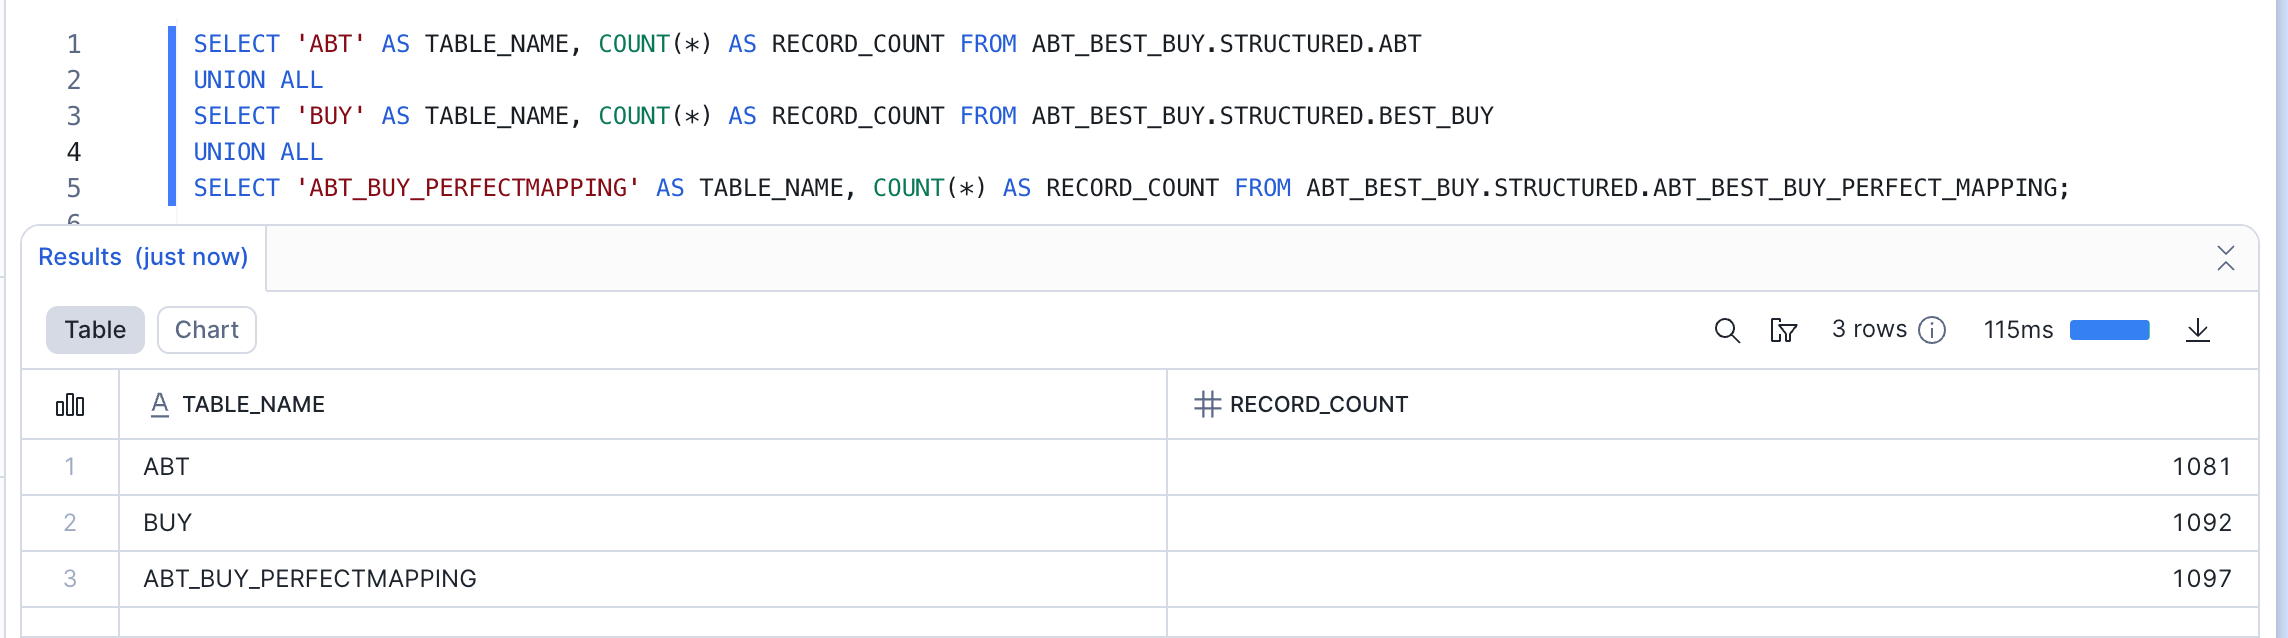 1 SELECT 'ABT' AS TABLE_NAME, COUNT(*) AS RECORD_COUNT FROM ABT_BEST_BUY.STRUCTURED.ABT
2 UNION ALL
3 SELECT 'BUY' AS TABLE_NAME, COUNT(*) AS RECORD_COUNT FROM ABT_BEST_BUY.STRUCTURED.BEST_BUY
4 UNION ALL
5 SELECT 'ABT_BUY_PERFECTMAPPING' AS TABLE_NAME, COUNT(*) AS RECORD_COUNT FROM ABT_BEST_BUY.STRUCTURED.ABT_BEST_BUY_PERFECT_MAPPING;
6
Results (just now)
Table Chart 3 rows 115ms
A TABLE_NAME # RECORD_COUNT
1 ABT 1081
2 BUY 1092
3 ABT_BUY_PERFECTMAPPING 1097